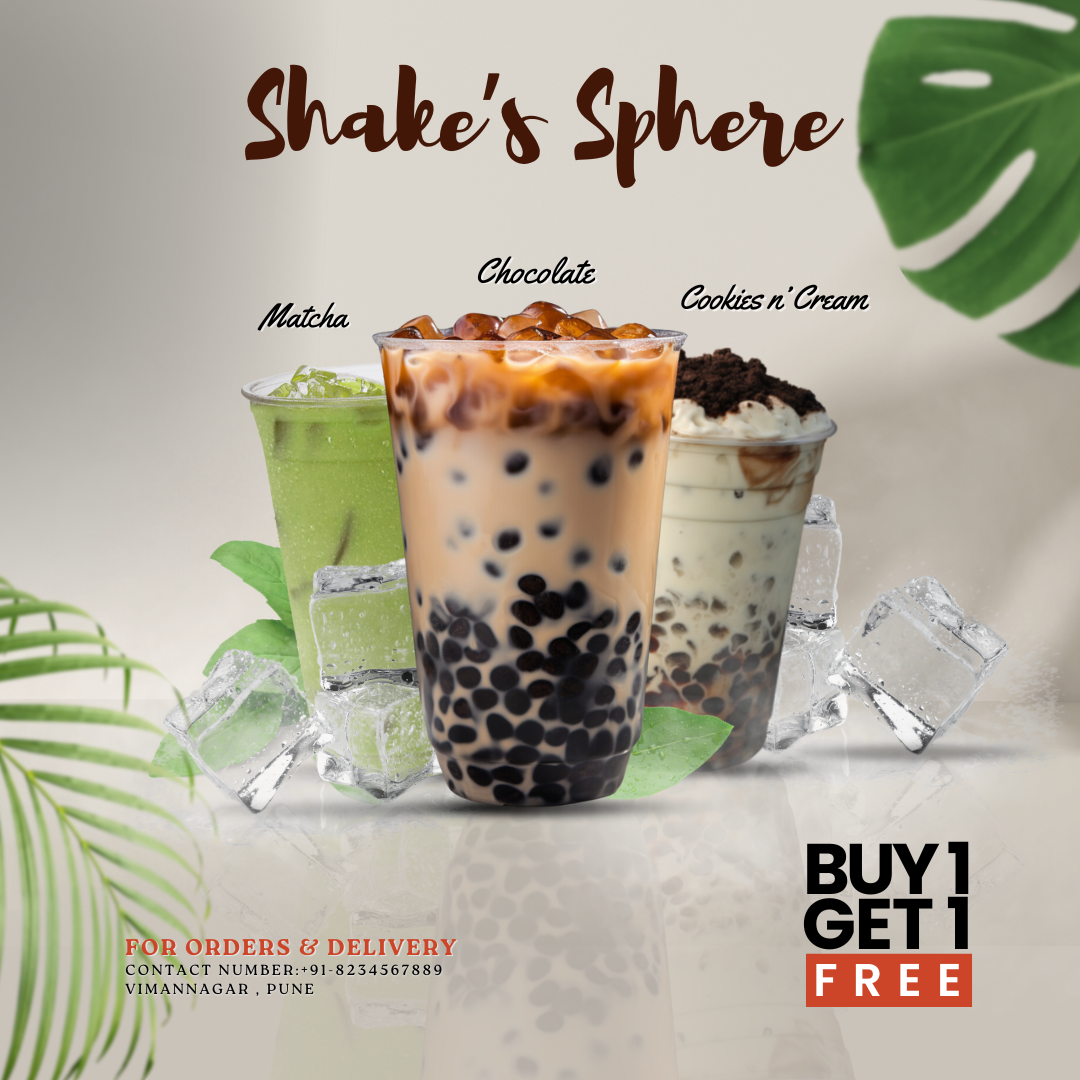 Shake's Sphere
Chocolate
Cookies n' Cream
Matcha
BUY 1
GET 1
FREE
FOR ORDERS & DELIVERY
CONTACT NUMBER:+91-8234567889
VIMANNAGAR , PUNE